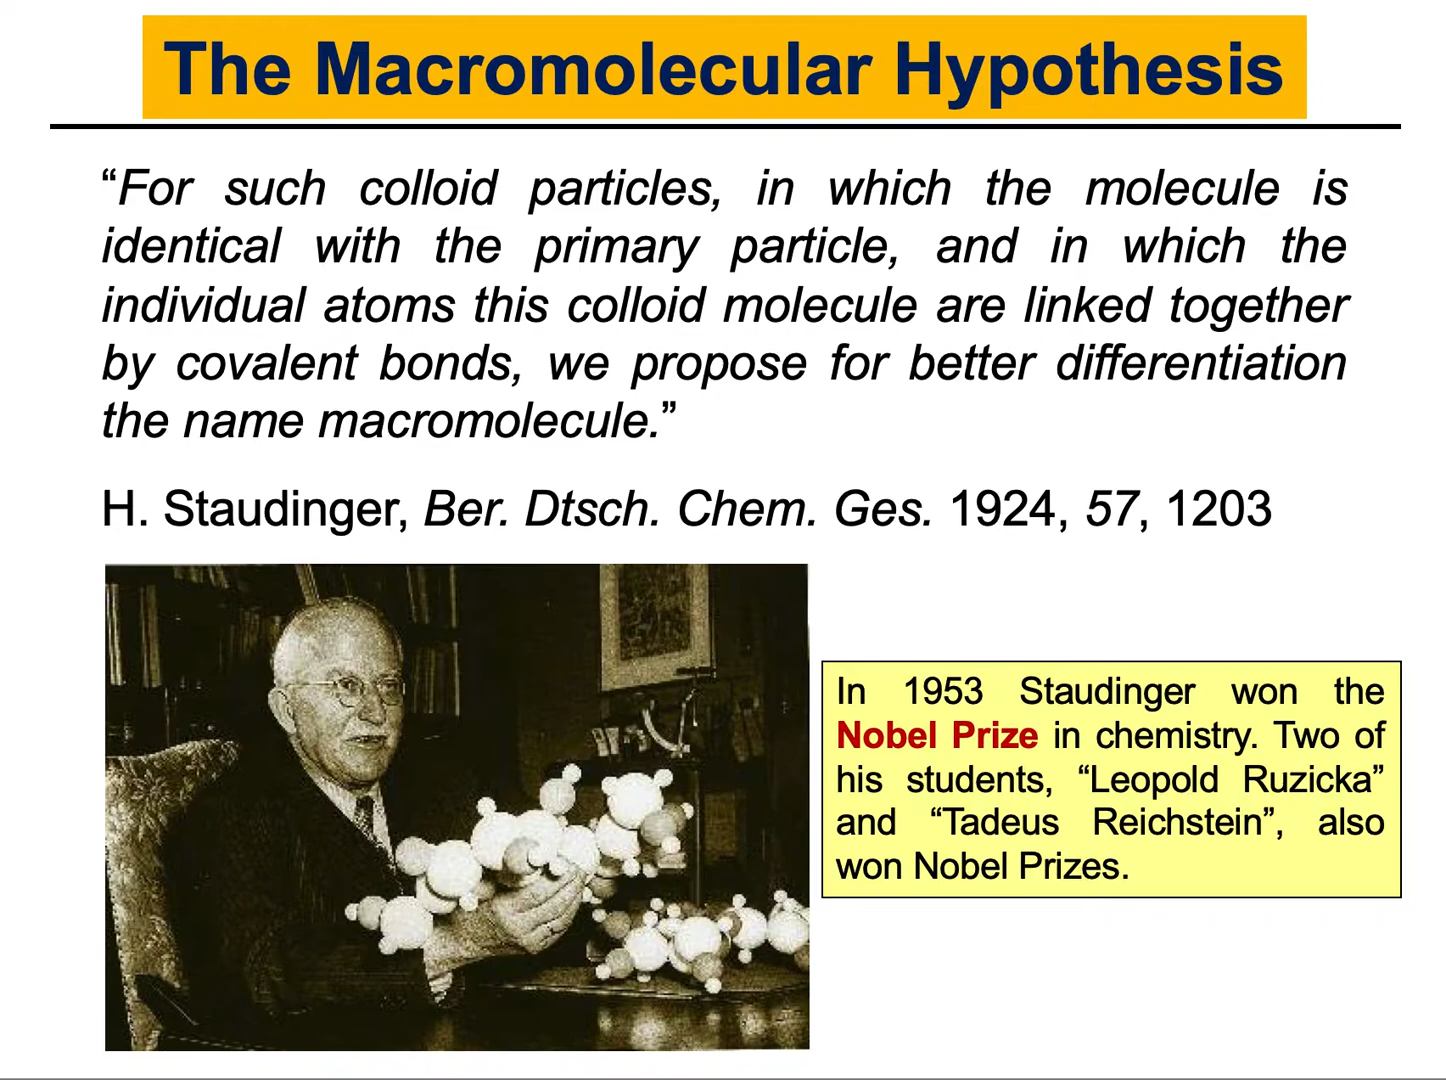 The Macromolecular Hypothesis
“For such colloid particles, in which the molecule is
identical with the primary particle, and in which the
individual atoms this colloid molecule are linked together
by covalent bonds, we propose for better differentiation
the name macromolecule.”
H. Staudinger, Ber. Dtsch. Chem. Ges. 1924, 57, 1203
In 1953 Staudinger won the
Nobel Prize in chemistry. Two of
his students, “Leopold Ruzicka”
and “Tadeus Reichstein”, also
won Nobel Prizes.